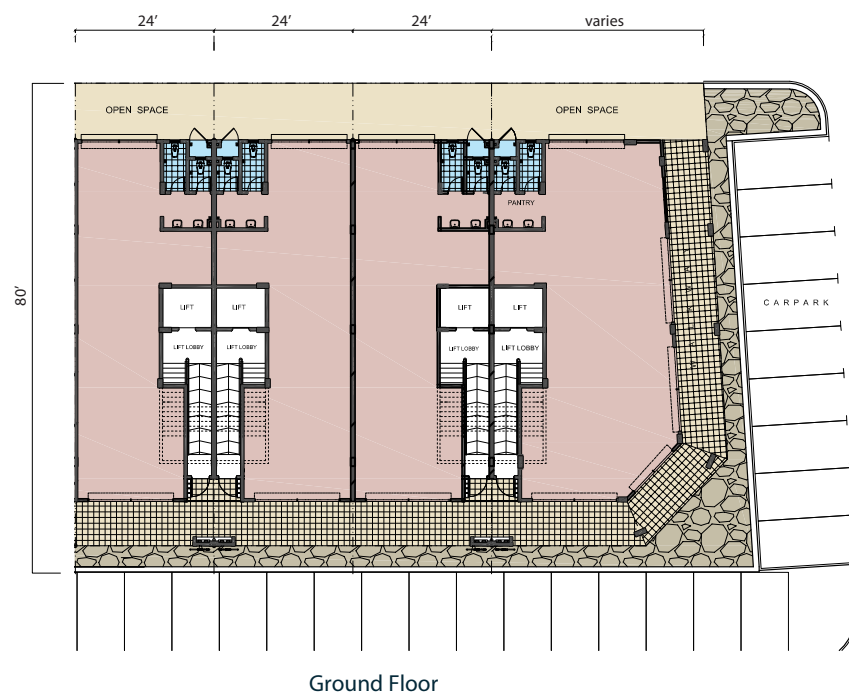 24’ 24’ 24’ varies
OPEN SPACE OPEN SPACE
PANTRY
80’
LIFT LIFT LIFT LIFT
CARPARK
LIFT LOBBY LIFT LOBBY LIFT LOBBY LIFT LOBBY
WALKWAY
Ground Floor